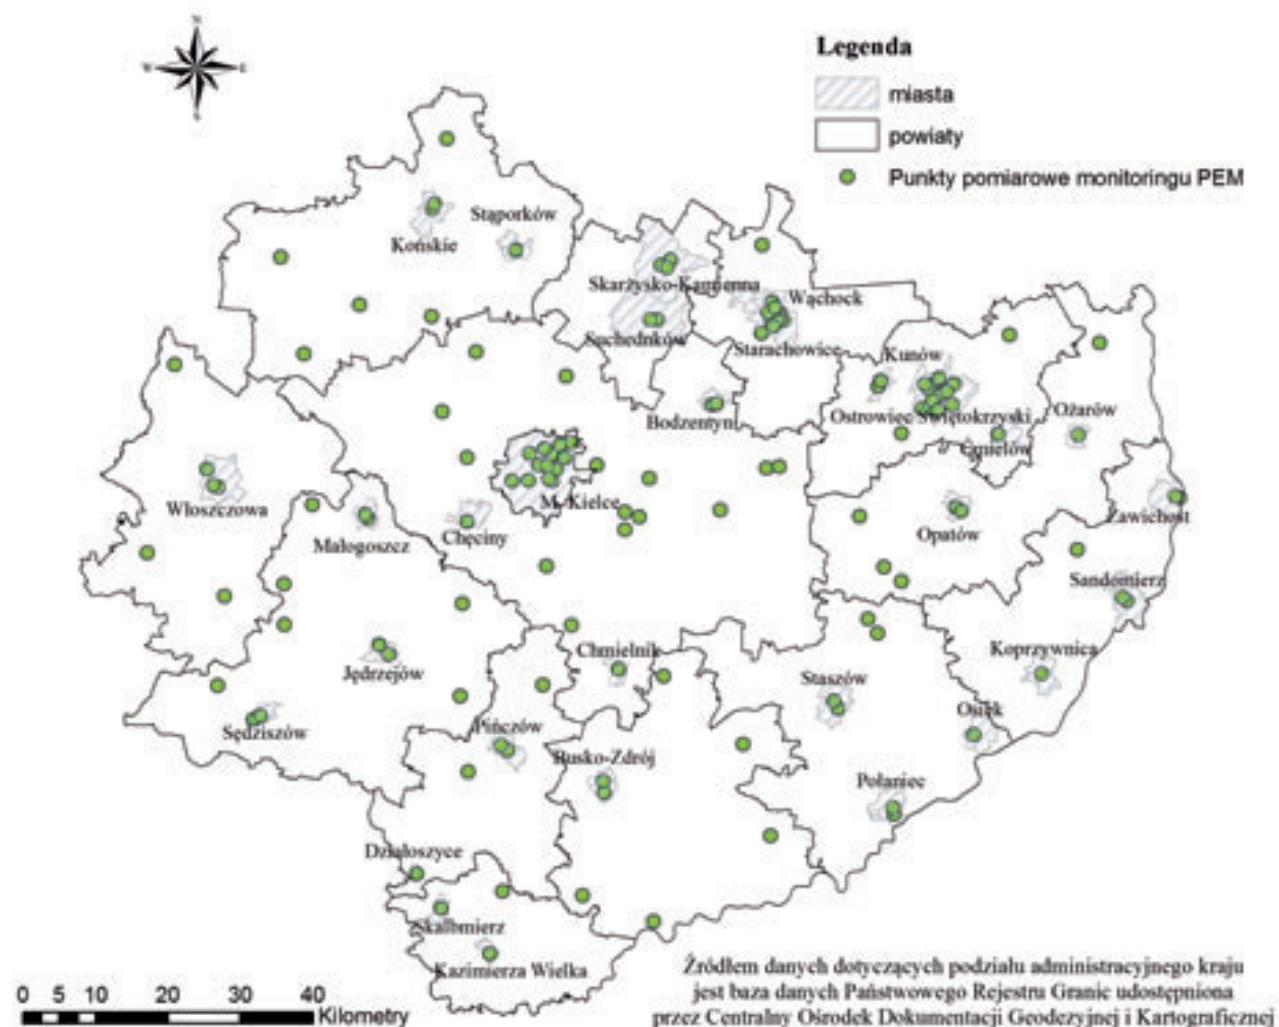 N
W E
S
Legenda
miasta
powiaty
Punkty pomiarowe monitoringu PEM
Stąporków
Końskie
Skarżysko-Kamienna
Wąchock
Suchedniów
Starachowice
Kunów
Bodzentyn
Ostrowiec Świętokrzyski
Ożarów
Ćmielów
Włoszczowa
M. Kielce
Zawichost
Małogoszcz
Chęciny
Opatów
Sandomierz
Chmielnik
Koprzywnica
Jędrzejów
Staszów
Osiek
Sędziszów
Pińczów
Busko-Zdrój
Połaniec
Działoszyce
Skalbmierz
Kazimierza Wielka
0 5 10 20 30 40
Kilometry
Źródłem danych dotyczących podziału administracyjnego kraju
jest baza danych Państwowego Rejestru Granic udostępniona
przez Centralny Ośrodek Dokumentacji Geodezyjnej i Kartograficznej